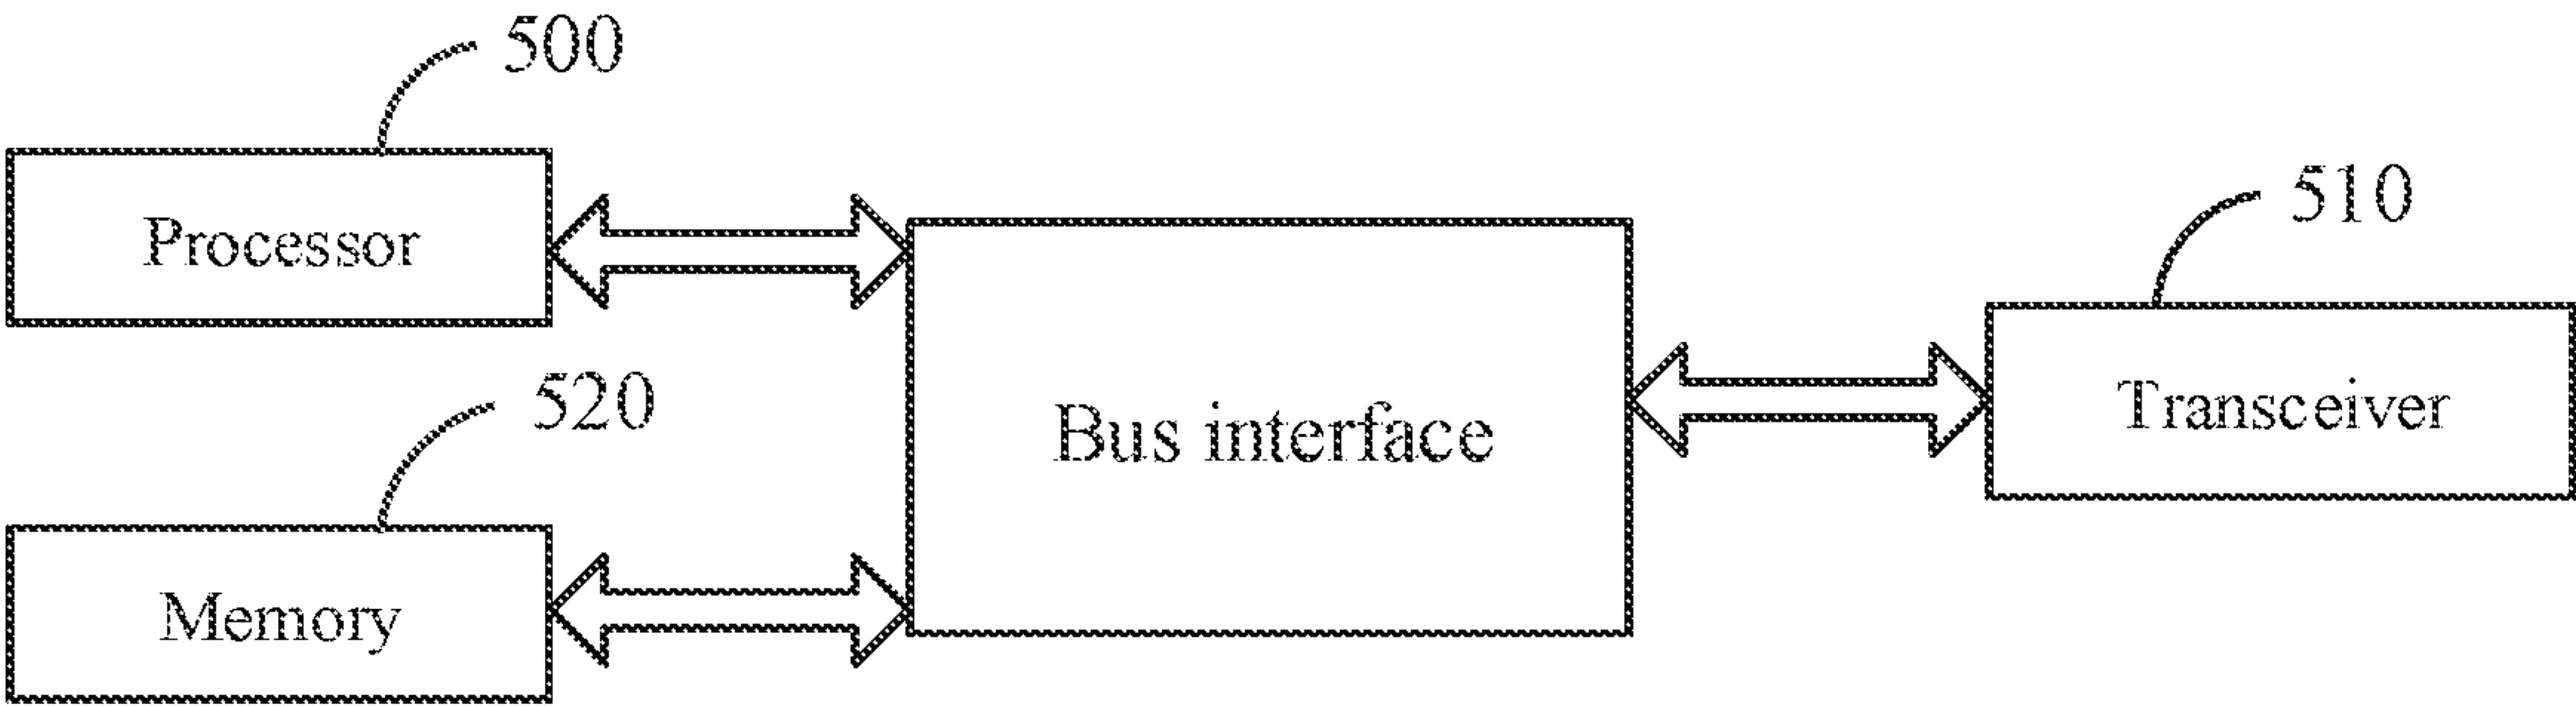 500
Processor
510
Transceiver
Bus interface
520
Memory